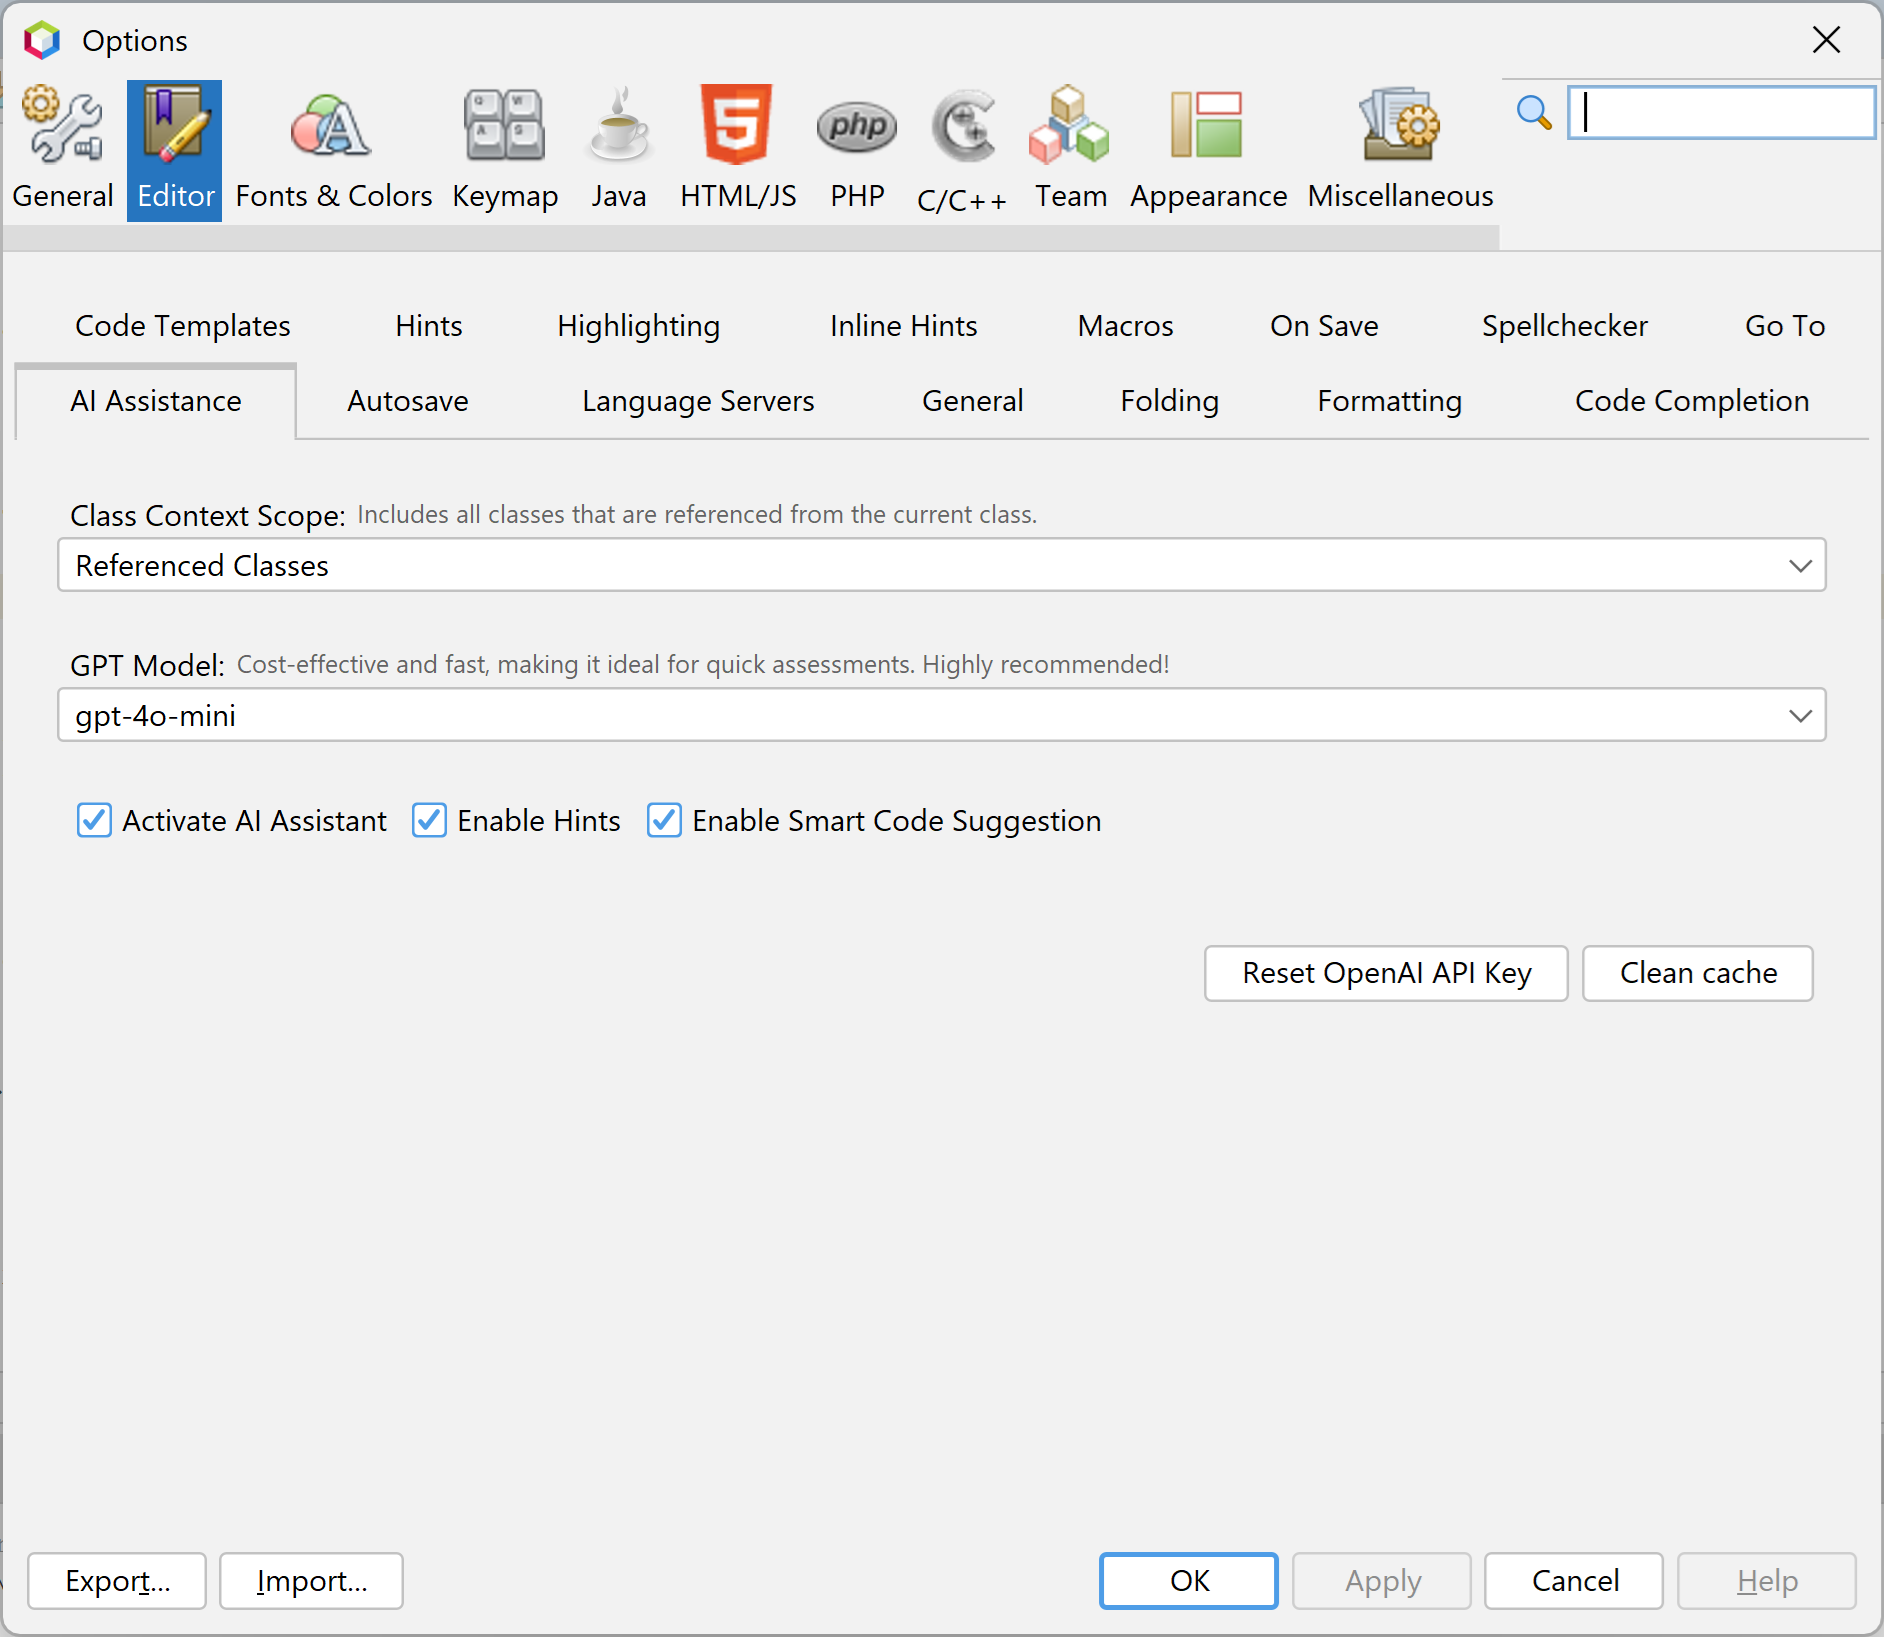 Options
General Editor Fonts & Colors Keymap Java HTML/JS PHP C/C++ Team Appearance Miscellaneous
Code Templates Hints Highlighting Inline Hints Macros On Save Spellchecker Go To
AI Assistance Autosave Language Servers General Folding Formatting Code Completion
Class Context Scope: Includes all classes that are referenced from the current class.
Referenced Classes
GPT Model: Cost-effective and fast, making it ideal for quick assessments. Highly recommended!
gpt-4o-mini
Activate AI Assistant Enable Hints Enable Smart Code Suggestion
Reset OpenAI API Key Clean cache
Export... Import... OK Apply Cancel Help